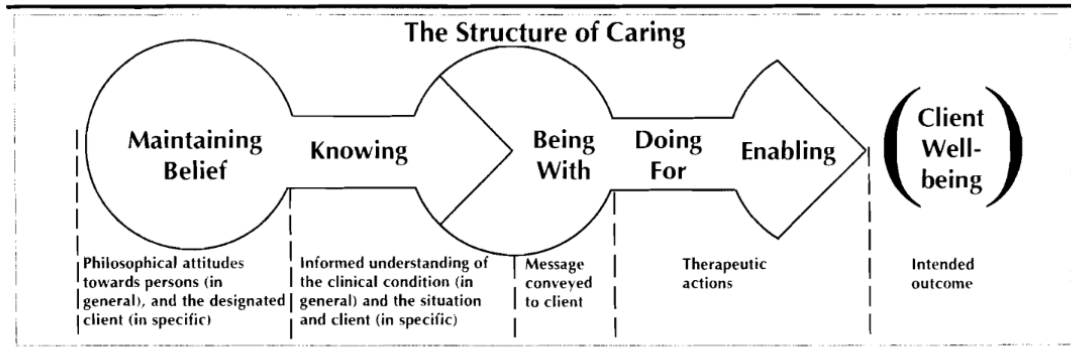 The Structure of Caring
Maintaining
Belief
Knowing
Being
With
Doing
For
Enabling
Client
Well-
being
Philosophical attitudes
towards persons (in
general), and the designated
client (in specific)
Informed understanding of
the clinical condition (in
general) and the situation
and client (in specific)
Message
conveyed
to client
Therapeutic
actions
Intended
outcome